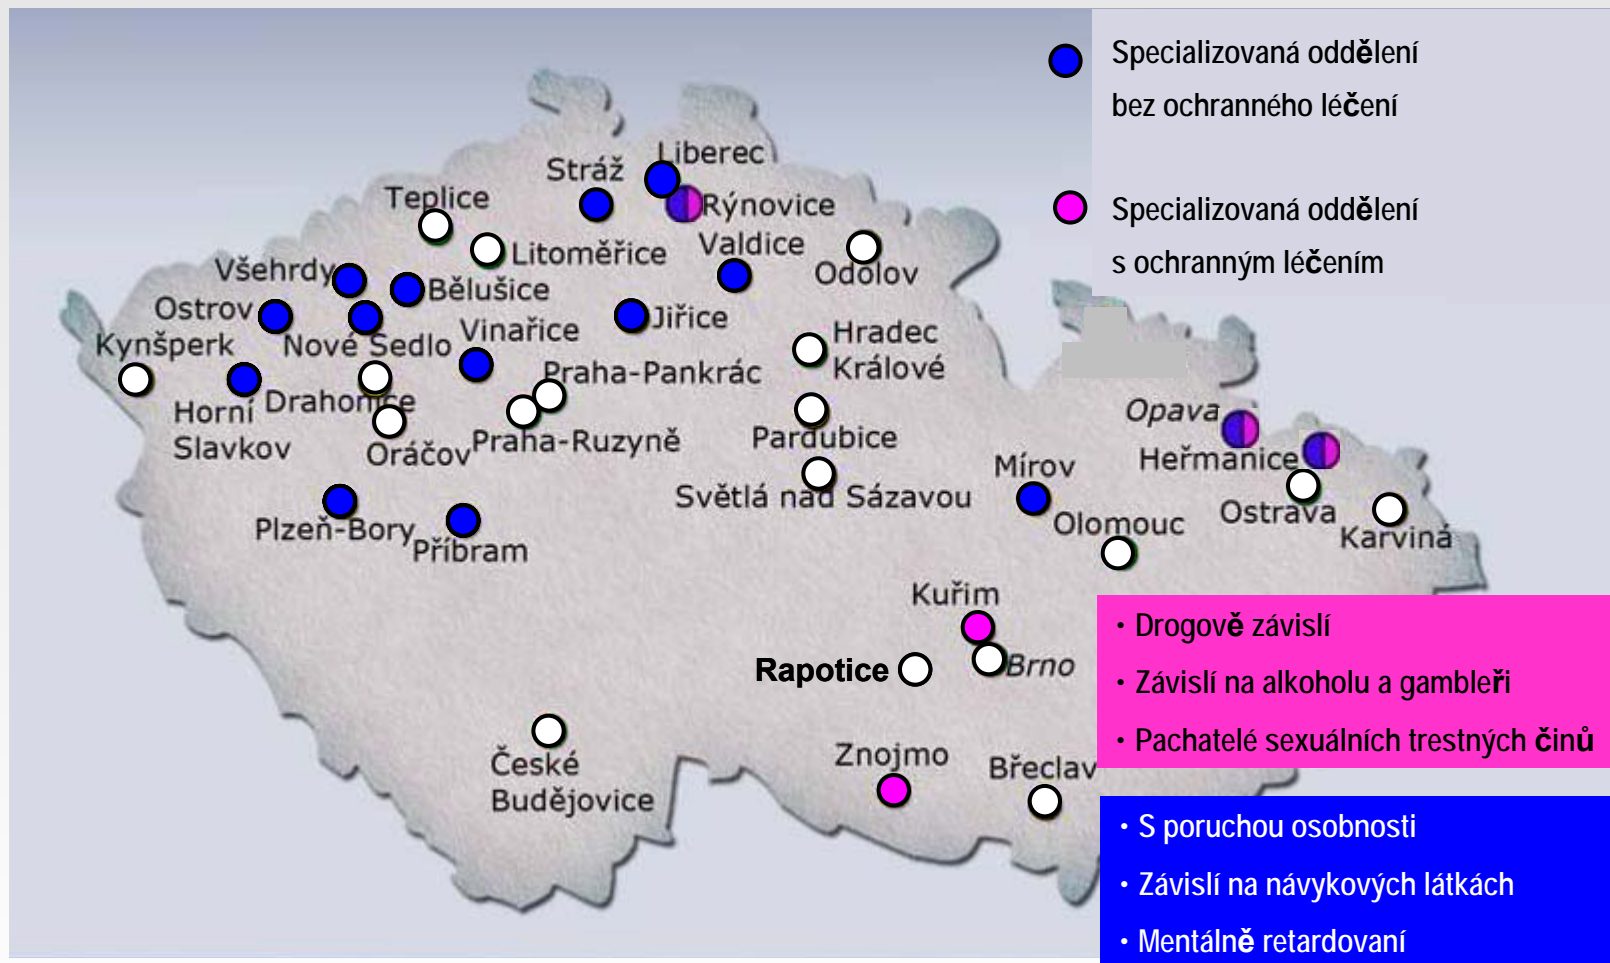 Specializovaná oddělení
bez ochranného léčení
Specializovaná oddělení
s ochranným léčením
Liberec
Stráž
Teplice
Rýnovice
Litoměřice
Valdice
Odolov
Všehrdy
Bělušice
Ostrov
Vinařice
Jiřice
Kynšperk
Nové Sedlo
Hradec
Králové
Praha-Pankrác
Horní
Slavkov
Drahonice
Opava
Oráčov
Praha-Ruzyně
Pardubice
Heřmanice
Mírov
Světlá nad Sázavou
Ostrava
Olomouc
Karviná
Plzeň-Bory
Příbram
Kuřim
Rapotice
Brno
České
Budějovice
Znojmo
Břeclav
• Drogově závislí
• Závislí na alkoholu a gambleři
• Pachatelé sexuálních trestných činů
• S poruchou osobnosti
• Závislí na návykových látkách
• Mentálně retardovaní